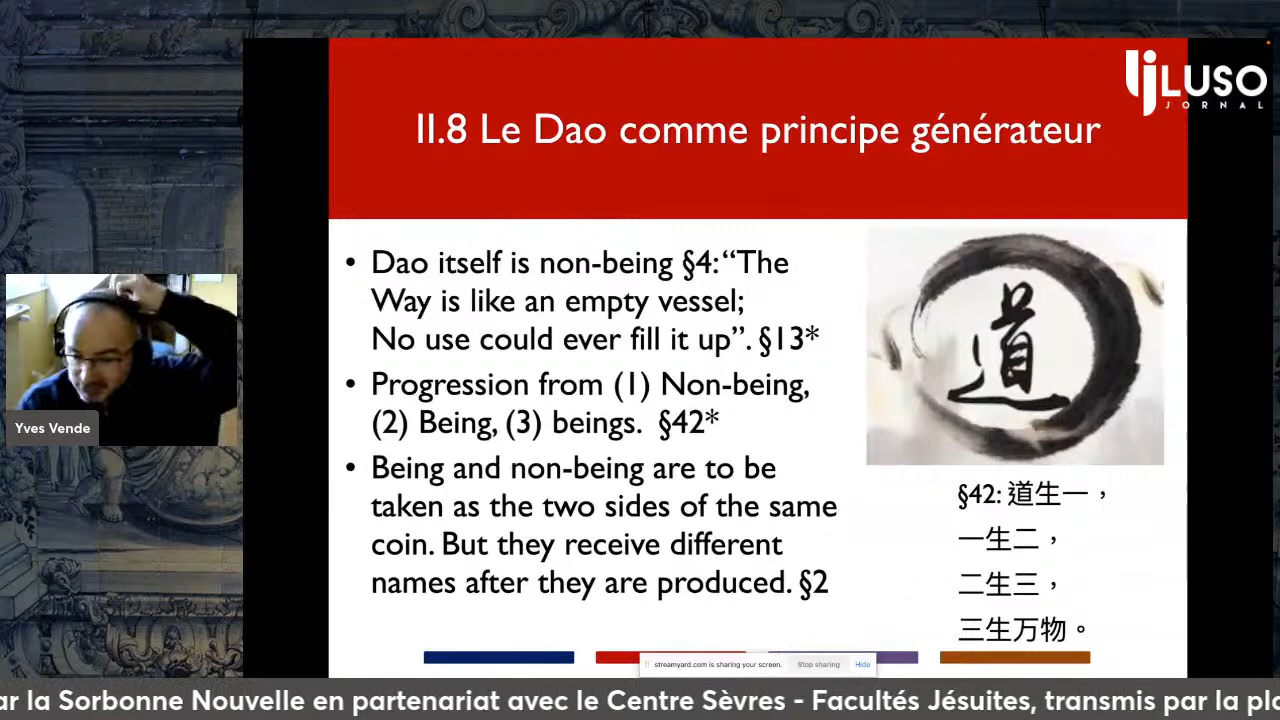 LUSO
JORNAL
II.8 Le Dao comme principe générateur
• Dao itself is non-being §4: “The
Way is like an empty vessel;
No use could ever fill it up”. §13*
• Progression from (1) Non-being,
(2) Being, (3) beings. §42*
• Being and non-being are to be
taken as the two sides of the same
coin. But they receive different
names after they are produced. §2
道
§42: 道生一，
一生二，
二生三，
三生万物。
Yves Vende
streamyard.com is sharing your screen. Stop sharing Hide
ar la Sorbonne Nouvelle en partenariat avec le Centre Sèvres - Facultés Jésuites, transmis par la pl